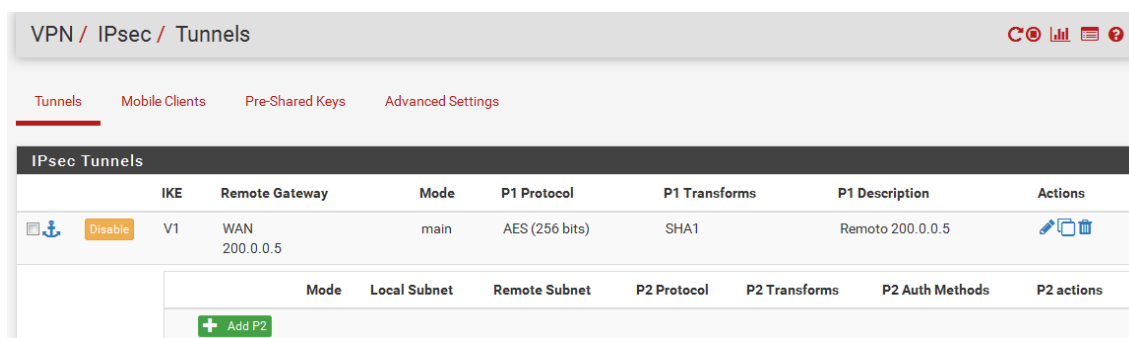 VPN / IPsec / Tunnels
Tunnels Mobile Clients Pre-Shared Keys Advanced Settings
IPsec Tunnels
IKE Remote Gateway Mode P1 Protocol P1 Transforms P1 Description Actions
Disable V1 WAN main AES (256 bits) SHA1 Remoto 200.0.0.5
200.0.0.5
Mode Local Subnet Remote Subnet P2 Protocol P2 Transforms P2 Auth Methods P2 actions
Add P2